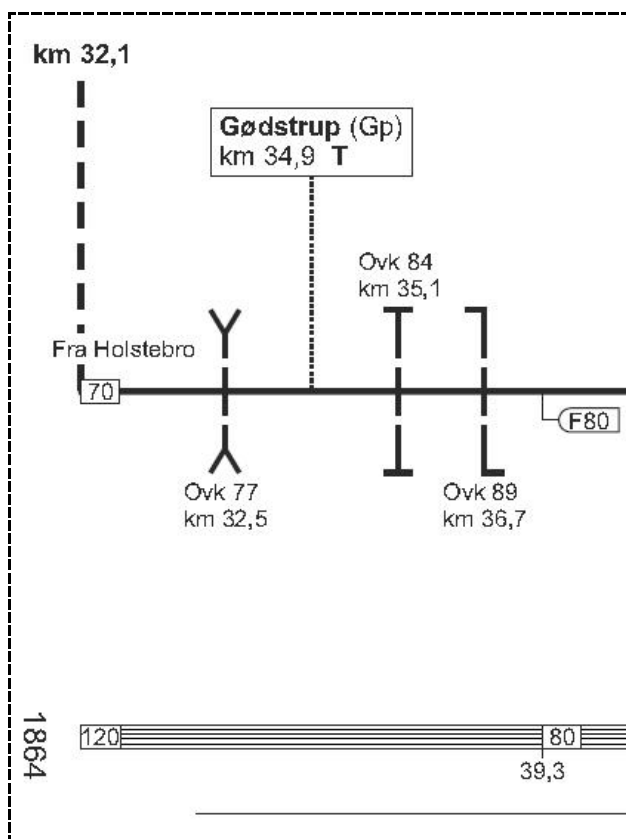 km 32,1
Gødstrup (Gp)
km 34,9 T
Ovk 84
km 35,1
Fra Holstebro
70
F80
Ovk 77
km 32,5
Ovk 89
km 36,7
1864
120
80
39,3